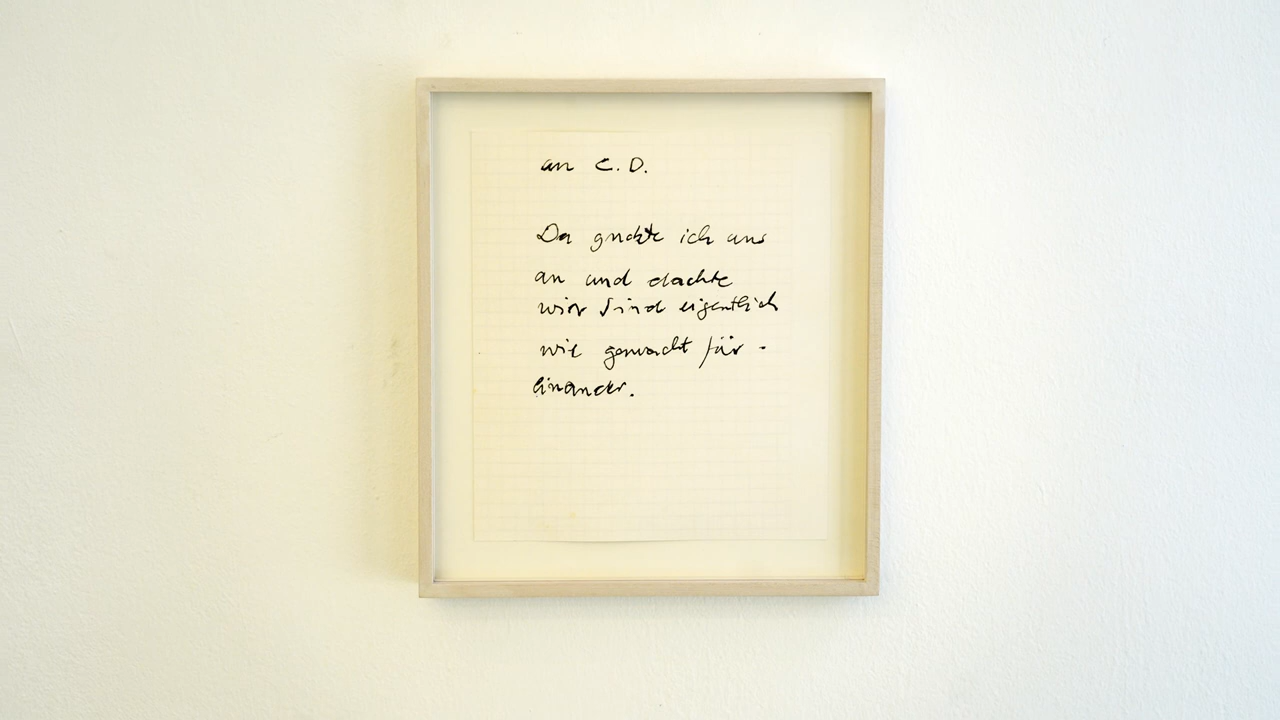 an C. D.
Da guckte ich uns
an und dachte
wir sind eigentlich
wie gemacht für -
einander.